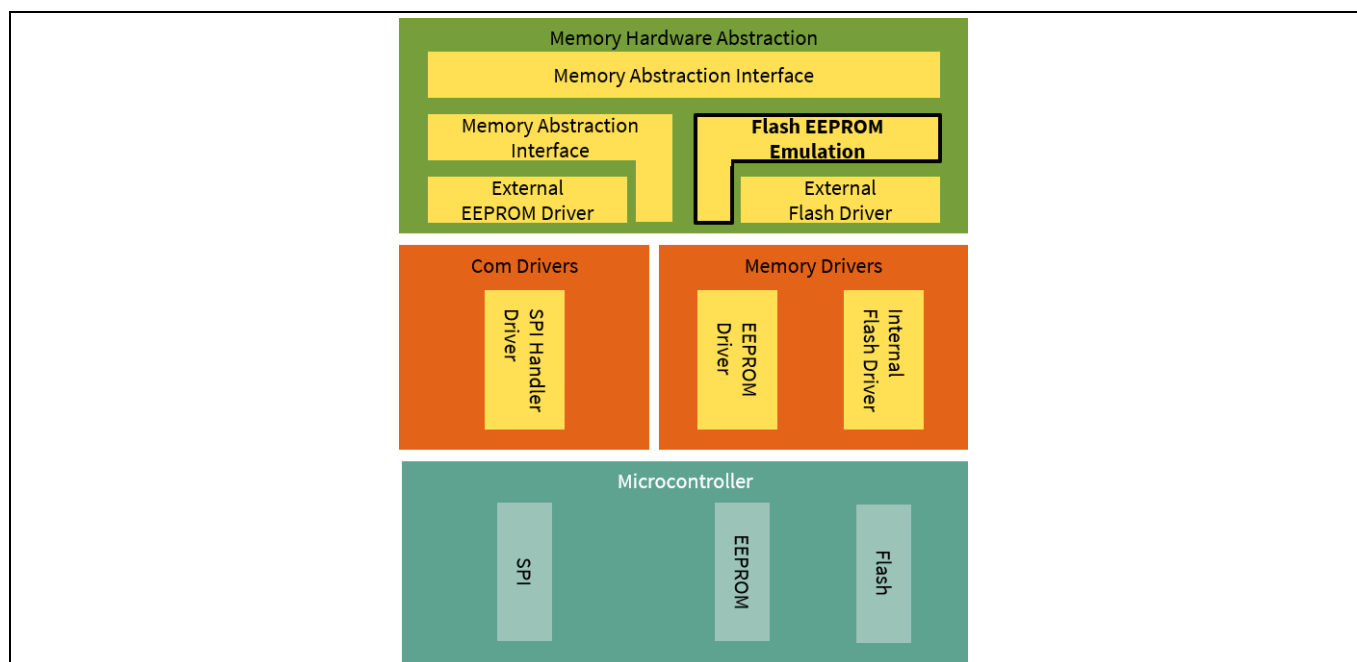 Memory Hardware Abstraction
Memory Abstraction Interface
Memory Abstraction
Interface
Flash EEPROM
Emulation
External
EEPROM Driver
External
Flash Driver
Com Drivers
Memory Drivers
SPI Handler
Driver
EEPROM
Driver
Internal
Flash Driver
Microcontroller
SPI
EEPROM
Flash